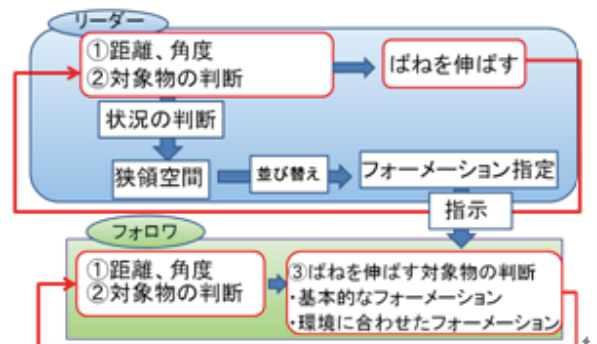 リーダー
①距離、角度
②対象物の判断
ばねを伸ばす
状況の判断
狭領空間
並び替え
フォーメーション指定
指示
フォロワ
①距離、角度
②対象物の判断
③ばねを伸ばす対象物の判断
・基本的なフォーメーション
・環境に合わせたフォーメーション